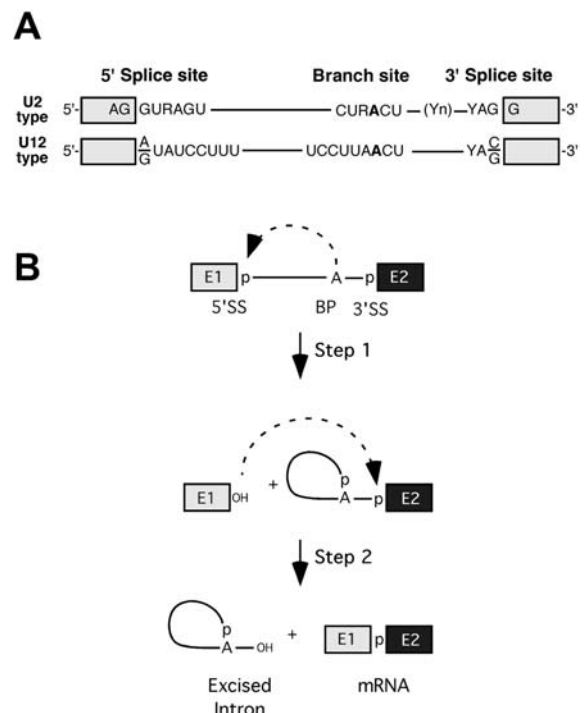 A
5' Splice site Branch site 3' Splice site
U2 type 5'- AG GURAGU CURACU (Yn) YAG G -3'
U12 type 5'- A/G UAUCCUUU UCCUUAACU YA C/G -3'
B
E1 p A p E2
5'SS BP 3'SS
Step 1
E1 OH + p A p E2
Step 2
p A OH + E1 p E2
Excised Intron mRNA